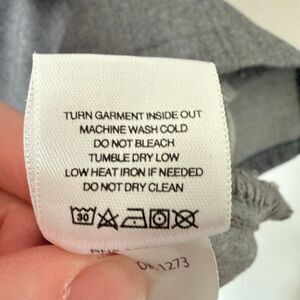 TURN GARMENT INSIDE OUT
MACHINE WASH COLD
DO NOT BLEACH
TUMBLE DRY LOW
LOW HEAT IRON IF NEEDED
DO NOT DRY CLEAN
30
1273